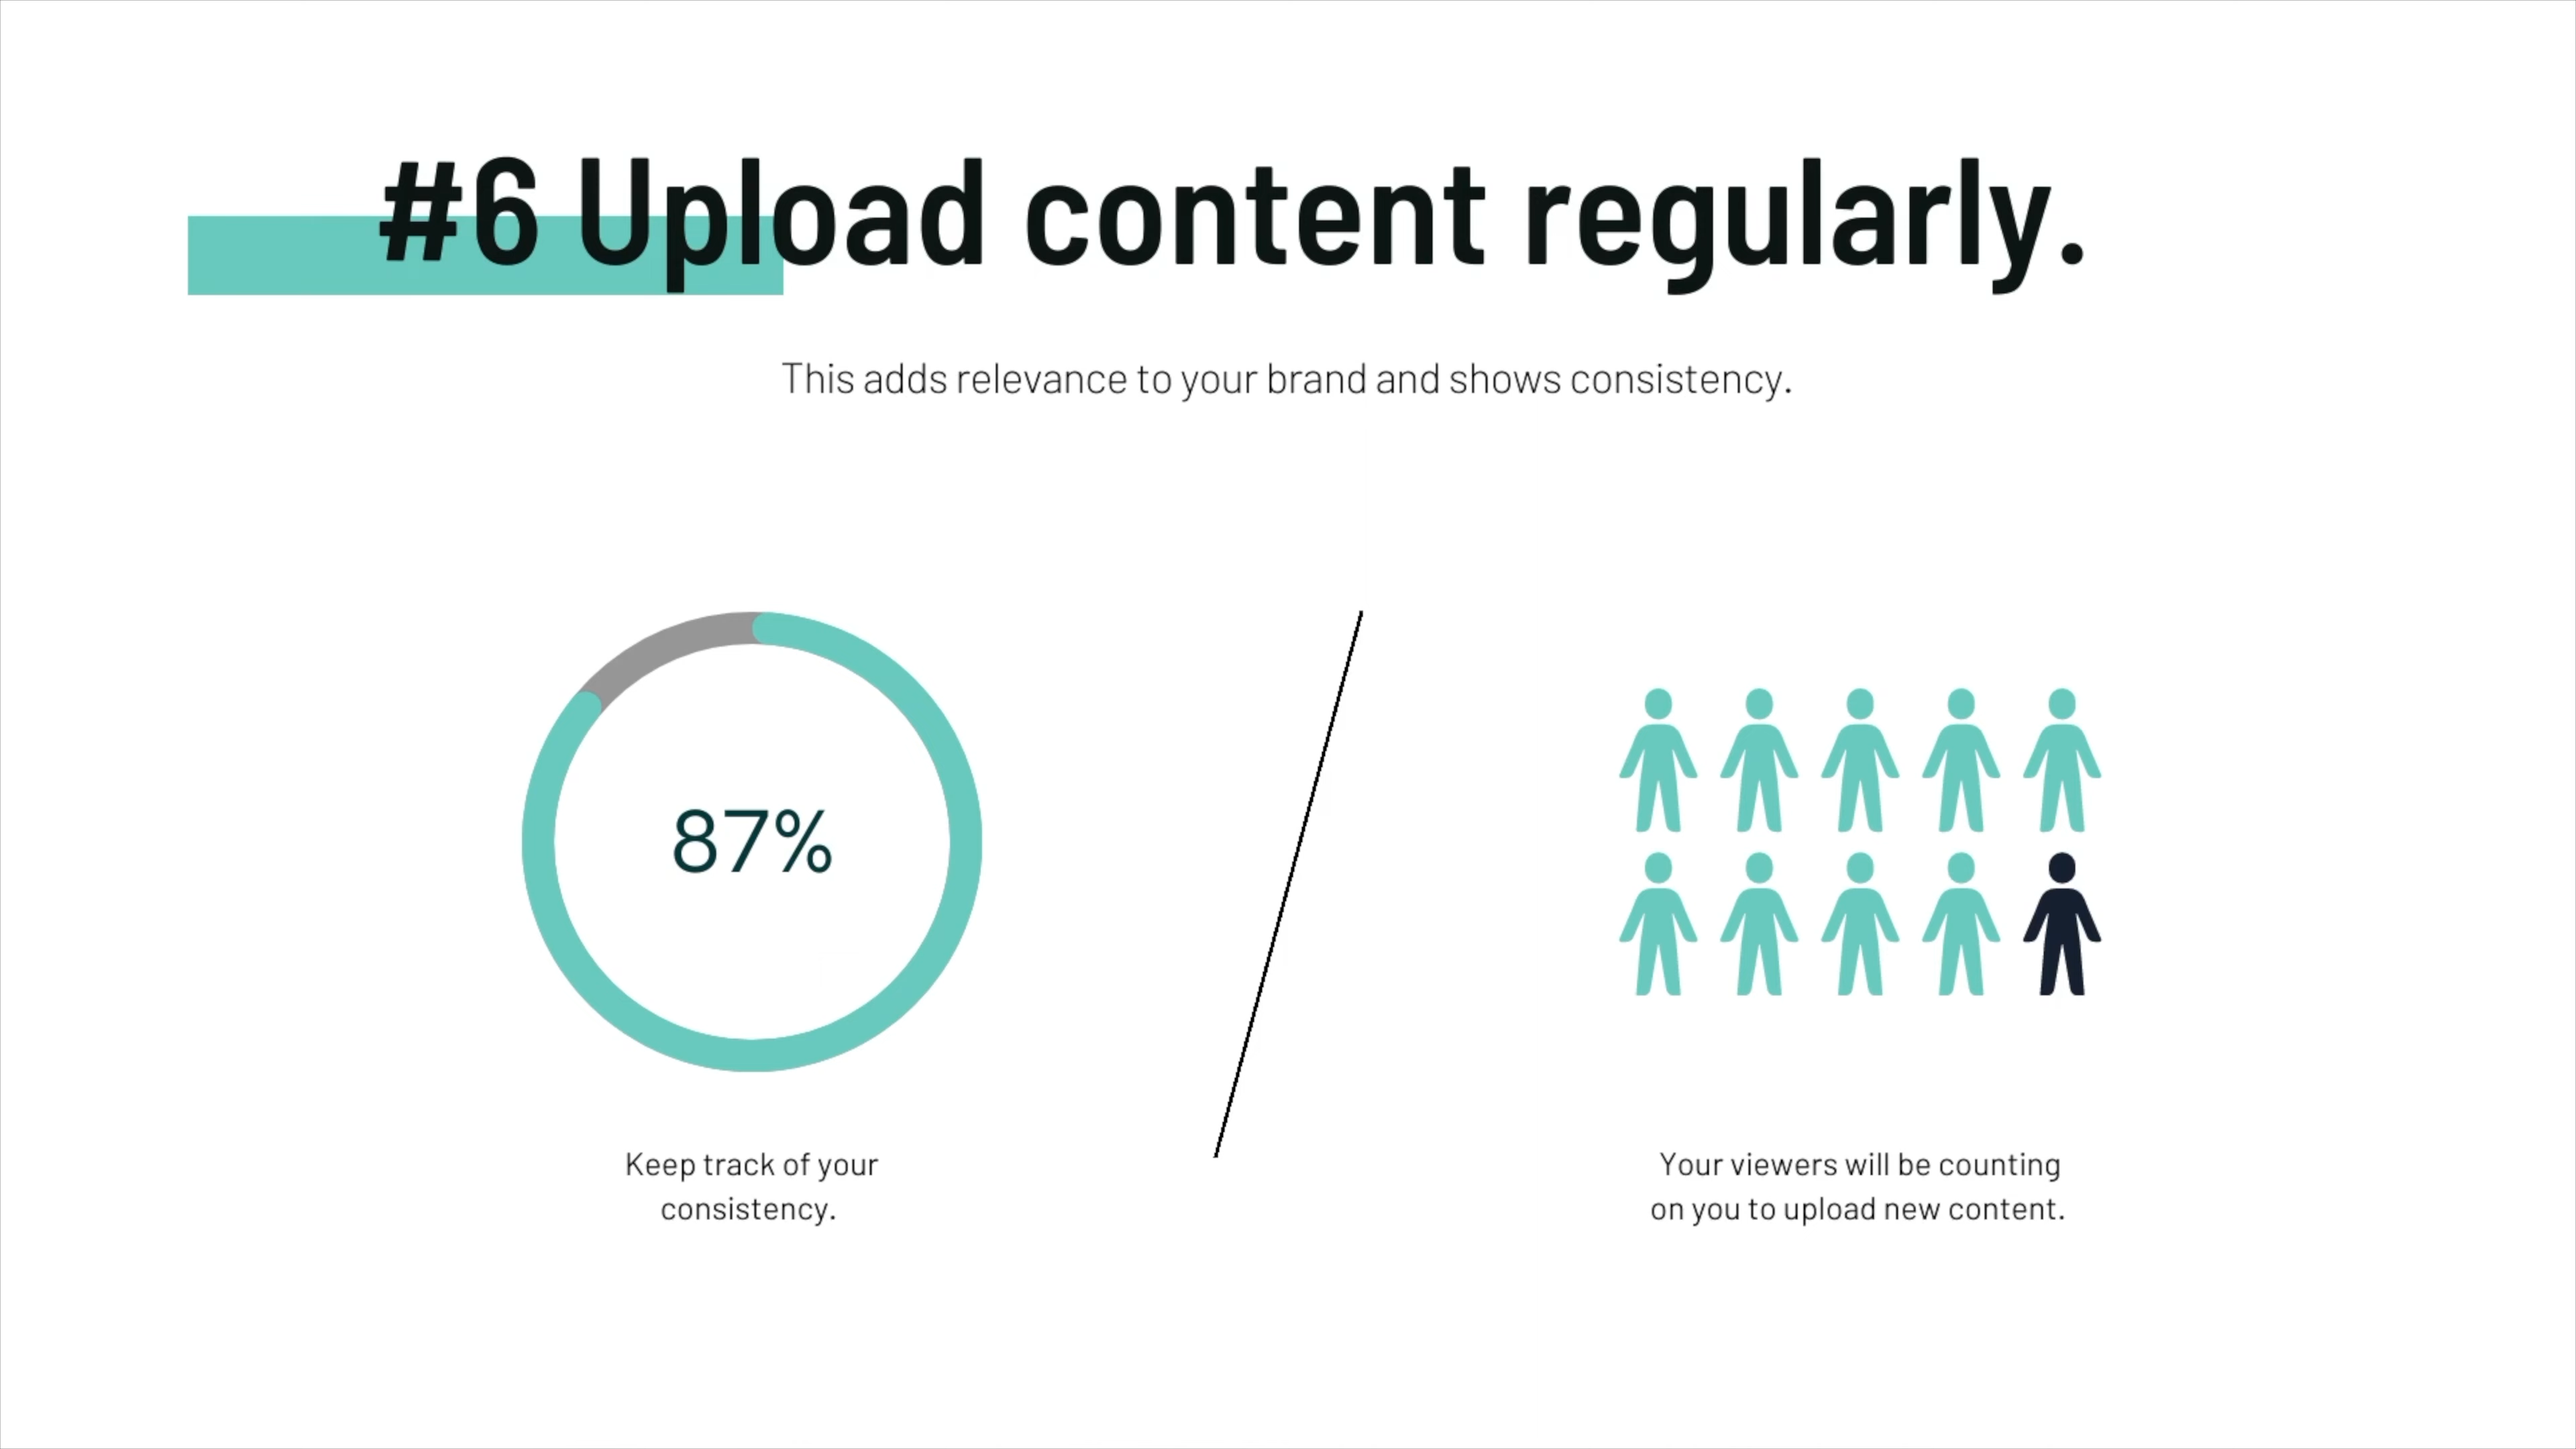 #6 Upload content regularly.
This adds relevance to your brand and shows consistency.
87%
Keep track of your
consistency.
Your viewers will be counting
on you to upload new content.